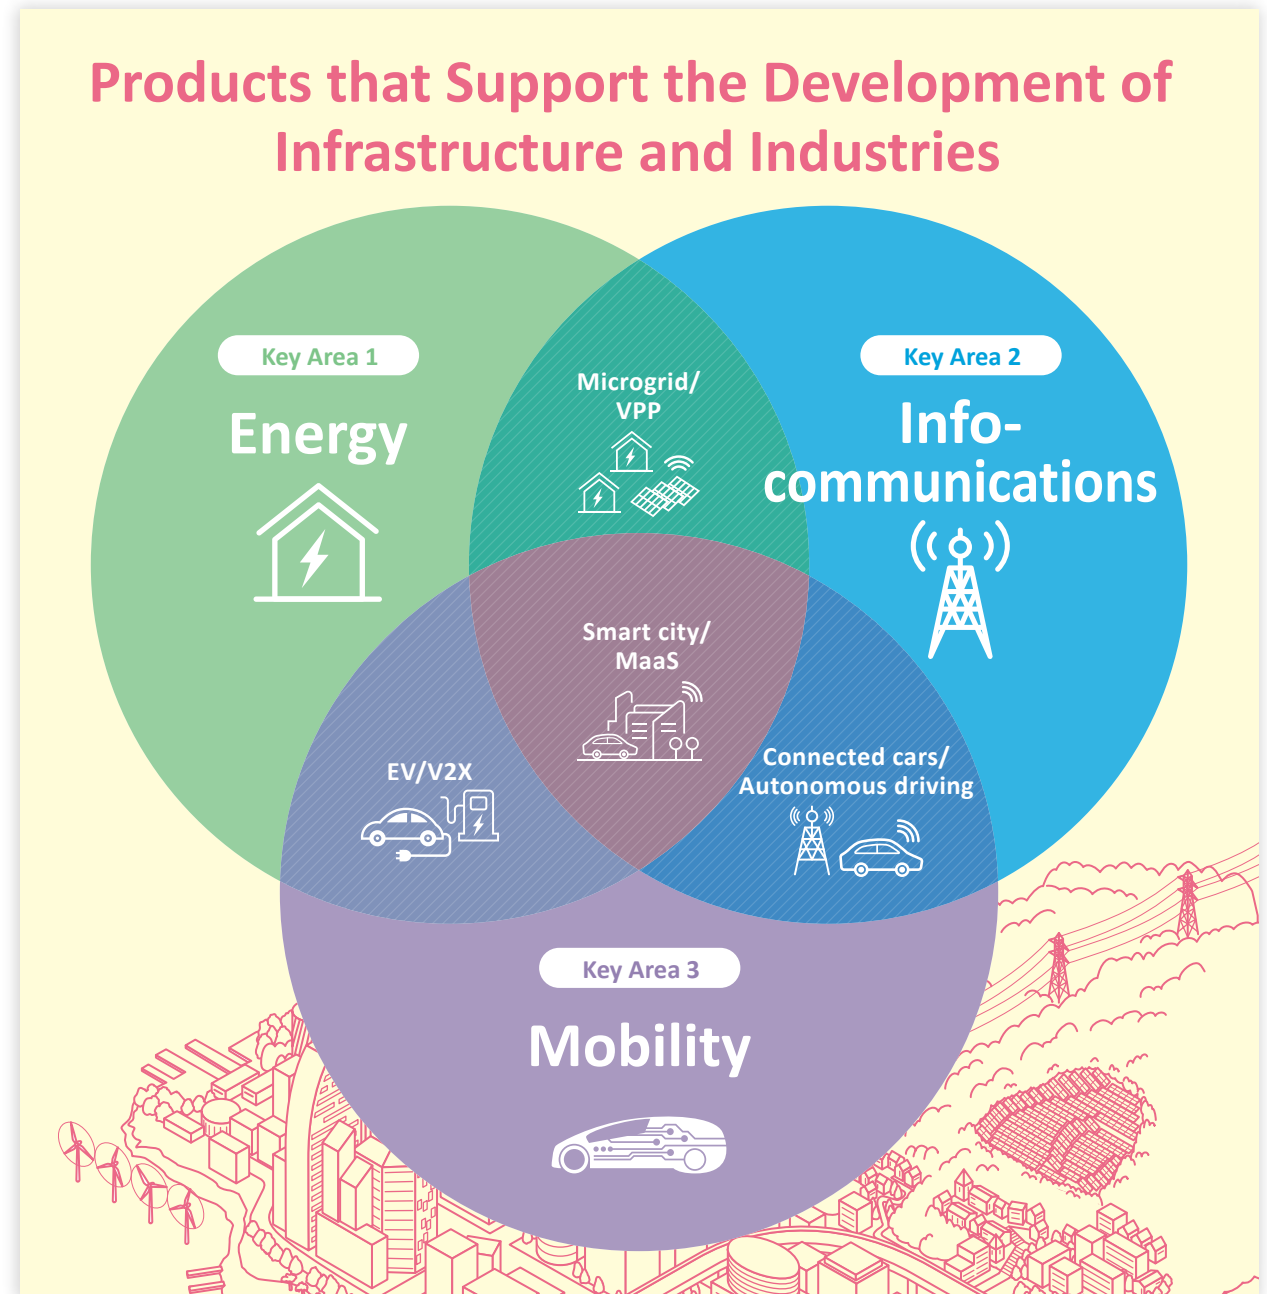 Products that Support the Development of
Infrastructure and Industries
Key Area 1
Energy
Microgrid/
VPP
Key Area 2
Info-
communications
Smart city/
MaaS
EV/V2X
Connected cars/
Autonomous driving
Key Area 3
Mobility